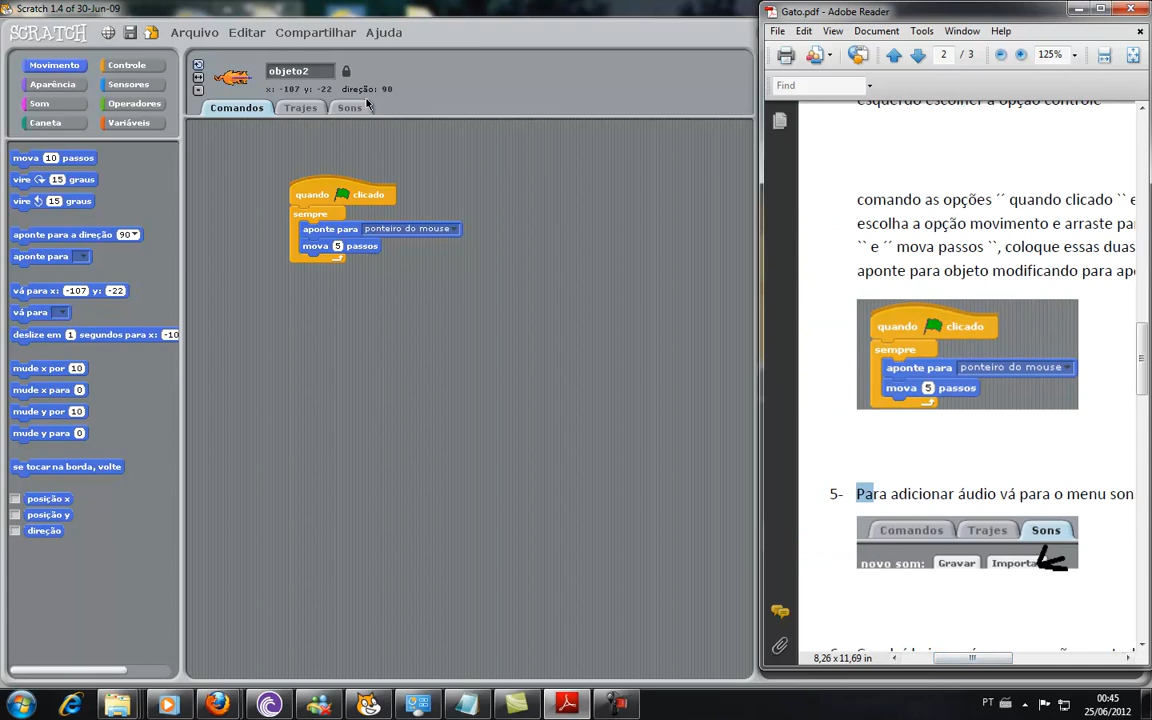 Scratch 1.4 of 30-Jun-09
SCRATCH Arquivo Editar Compartilhar Ajuda
Movimento Controle
Aparência Sensores
Som Operadores
Caneta Variáveis
objeto2
x: -107 y: -22 direção: 90
Comandos Trajes Sons
mova 10 passos
vire 15 graus
vire 15 graus
aponte para a direção 90
aponte para
vá para x: -107 y: -22
vá para
deslize em 1 segundos para x: -10
mude x por 10
mude x para 0
mude y por 10
mude y para 0
se tocar na borda, volte
posição x
posição y
direção
quando clicado
sempre
aponte para ponteiro do mouse
mova 5 passos
Gato.pdf - Adobe Reader
File Edit View Document Tools Window Help
2 / 3 125%
Find
esquerdo escolher a opção controle
comando as opções ´´ quando clicado `` e
escolha a opção movimento e arraste par
`` e ´´ mova passos ``, coloque essas duas
aponte para objeto modificando para apo
quando clicado
sempre
aponte para ponteiro do mouse
mova 5 passos
5- Para adicionar áudio vá para o menu son
Comandos Trajes Sons
novo som: Gravar Importa
8,26 x 11,69 in
PT 00:45
25/06/2012